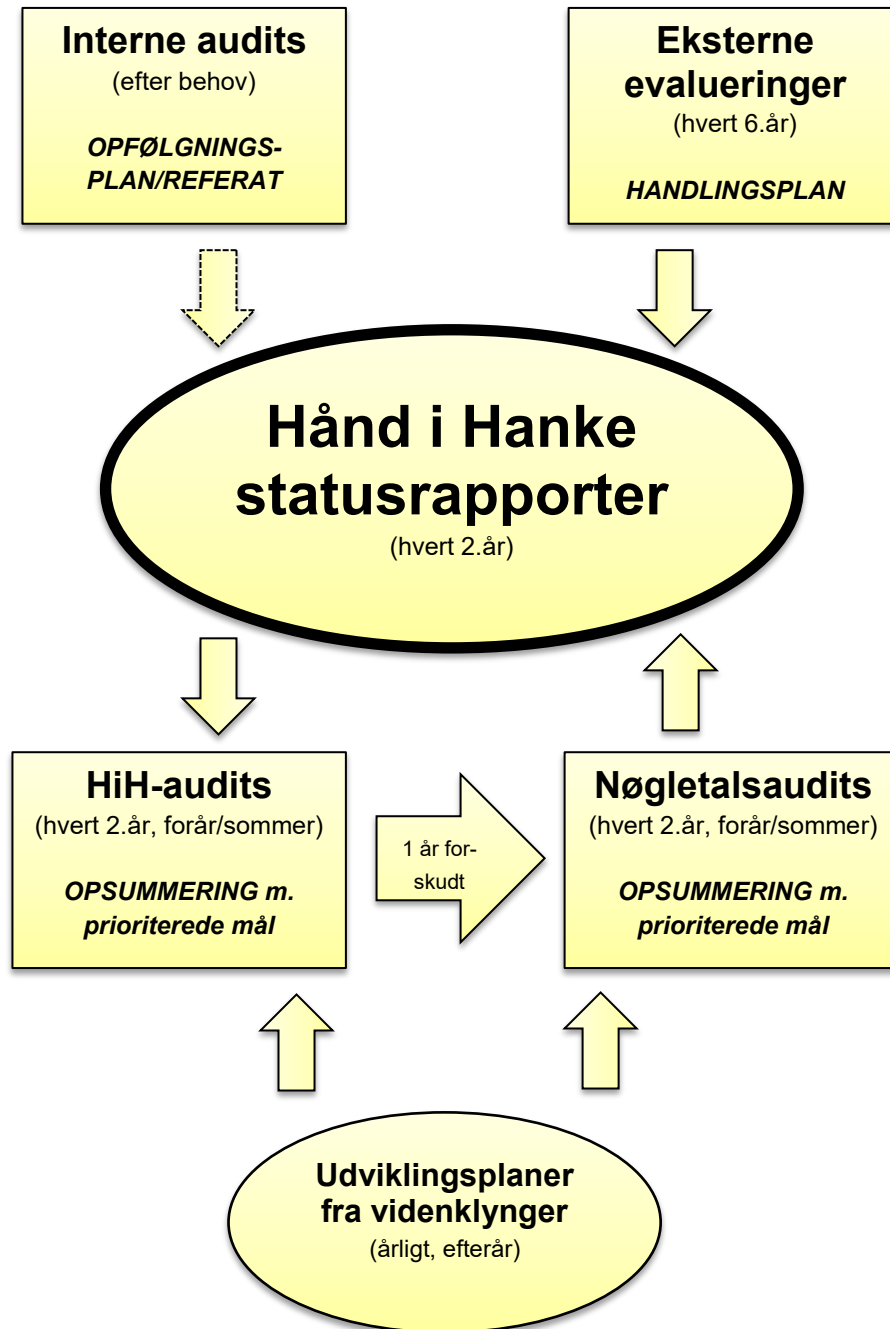 Interne audits
(efter behov)
OPFØLGNINGS-
PLAN/REFERAT
Eksterne
evalueringer
(hvert 6.år)
HANDLINGSPLAN
Hånd i Hanke
statusrapporter
(hvert 2.år)
HiH-audits
(hvert 2.år, forår/sommer)
OPSUMMERING m.
prioriterede mål
1 år for-
skudt
Nøgletalsaudits
(hvert 2.år, forår/sommer)
OPSUMMERING m.
prioriterede mål
Udviklingsplaner
fra videnklynger
(årligt, efterår)